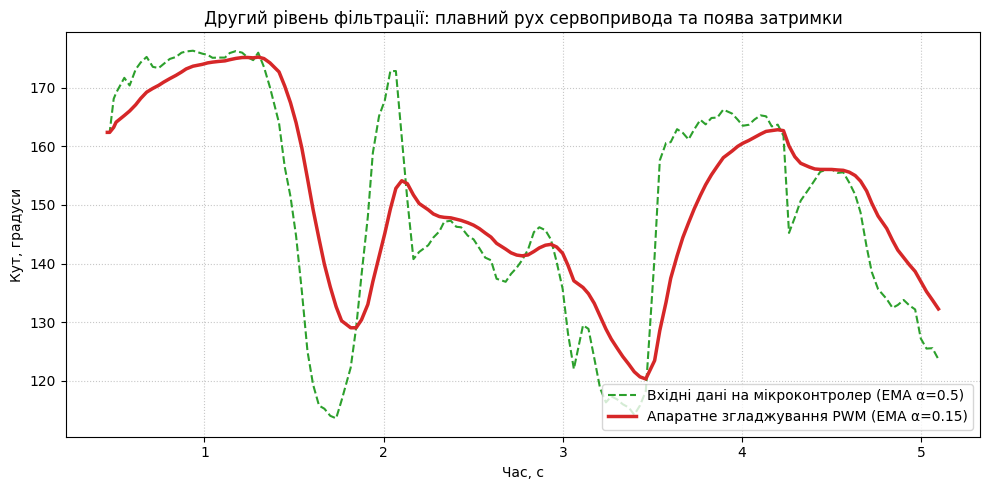 Другий рівень фільтрації: плавний рух сервопривода та поява затримки
Кут, градуси
170
160
150
140
130
120
1
2
3
4
5
Час, с
Вхідні дані на мікроконтролер (EMA α=0.5)
Апаратне згладжування PWM (EMA α=0.15)